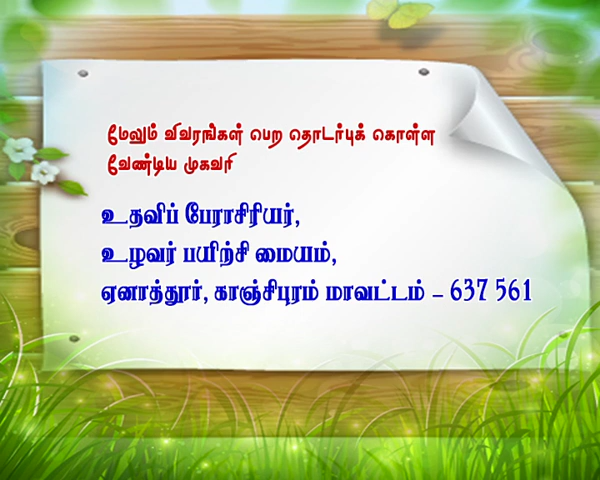 மேலும் விவரங்கள் பெற தொடர்புக் கொள்ள
வேண்டிய முகவரி
உதவிப் பேராசிரியர்,
உழவர் பயிற்சி மையம்,
ஏனாத்தூர், காஞ்சிபுரம் மாவட்டம் – 637 561